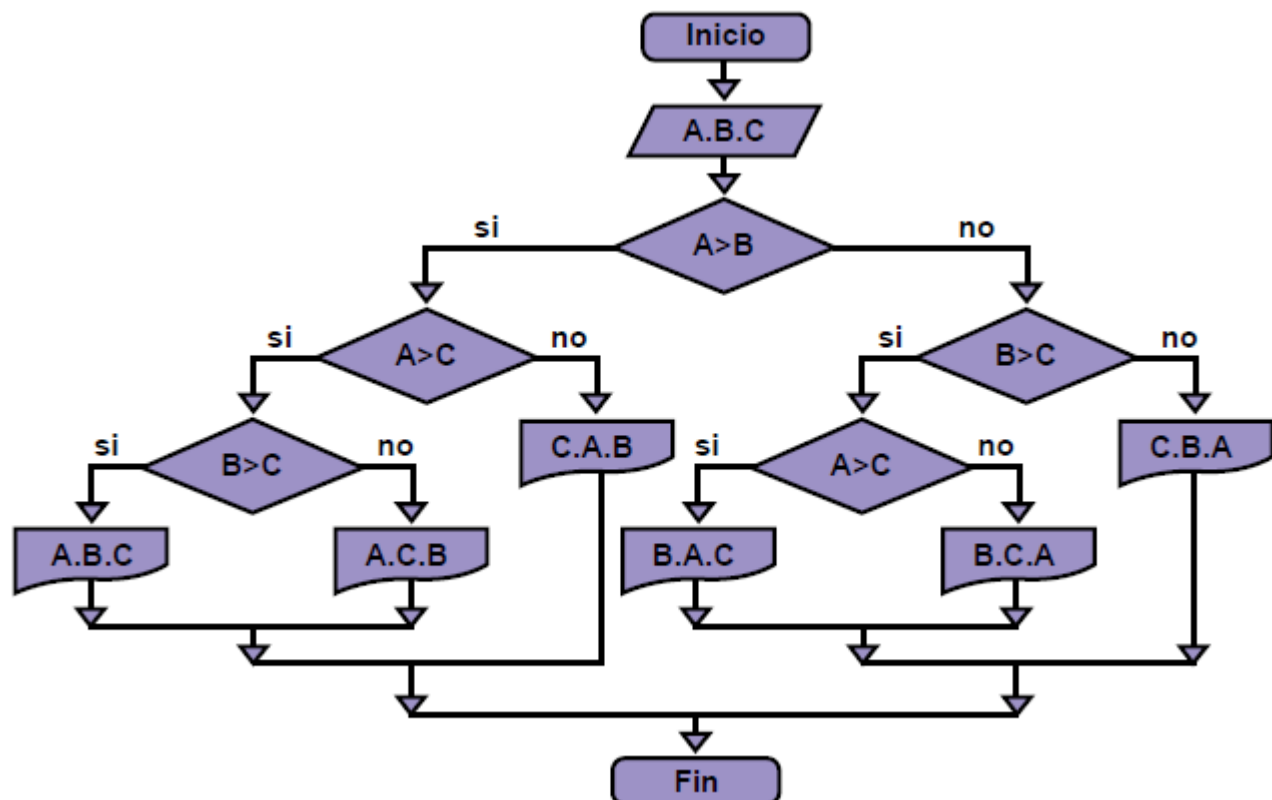 Inicio
A.B.C
si
A>B
no
si
A>C
no
si
B>C
no
si
B>C
no
C.A.B
si
A>C
no
C.B.A
A.B.C
A.C.B
B.A.C
B.C.A
Fin